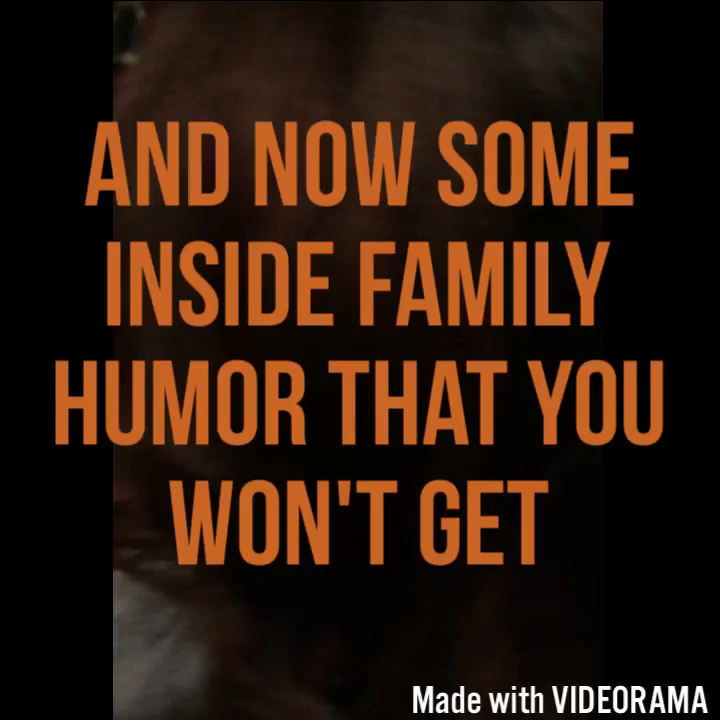 AND NOW SOME
INSIDE FAMILY
HUMOR THAT YOU
WON'T GET
Made with VIDEORAMA